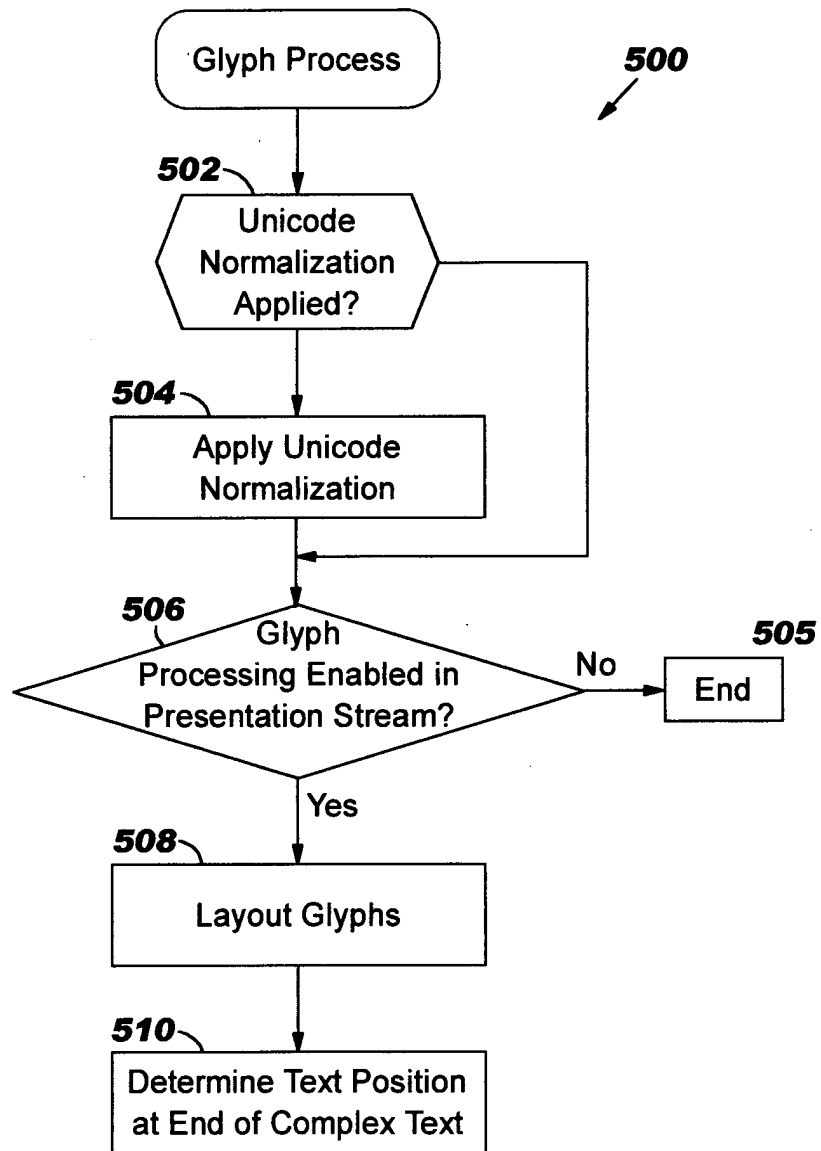 Glyph Process
500
502
Unicode
Normalization
Applied?
504
Apply Unicode
Normalization
506
Glyph
Processing Enabled in
Presentation Stream?
No
505
End
Yes
508
Layout Glyphs
510
Determine Text Position
at End of Complex Text